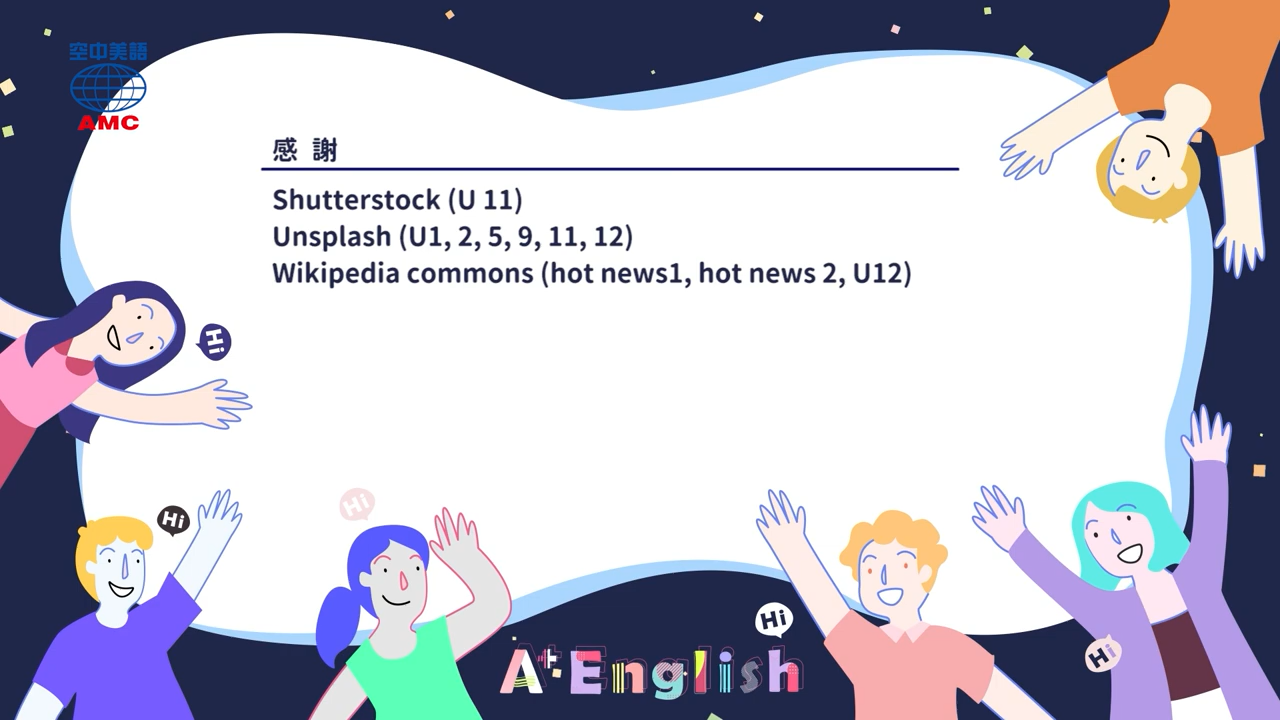 空中美語
AMC
感 謝
Shutterstock (U 11)
Unsplash (U1, 2, 5, 9, 11, 12)
Wikipedia commons (hot news1, hot news 2, U12)
Hi
Hi
Hi
Hi
Hi
A+ English